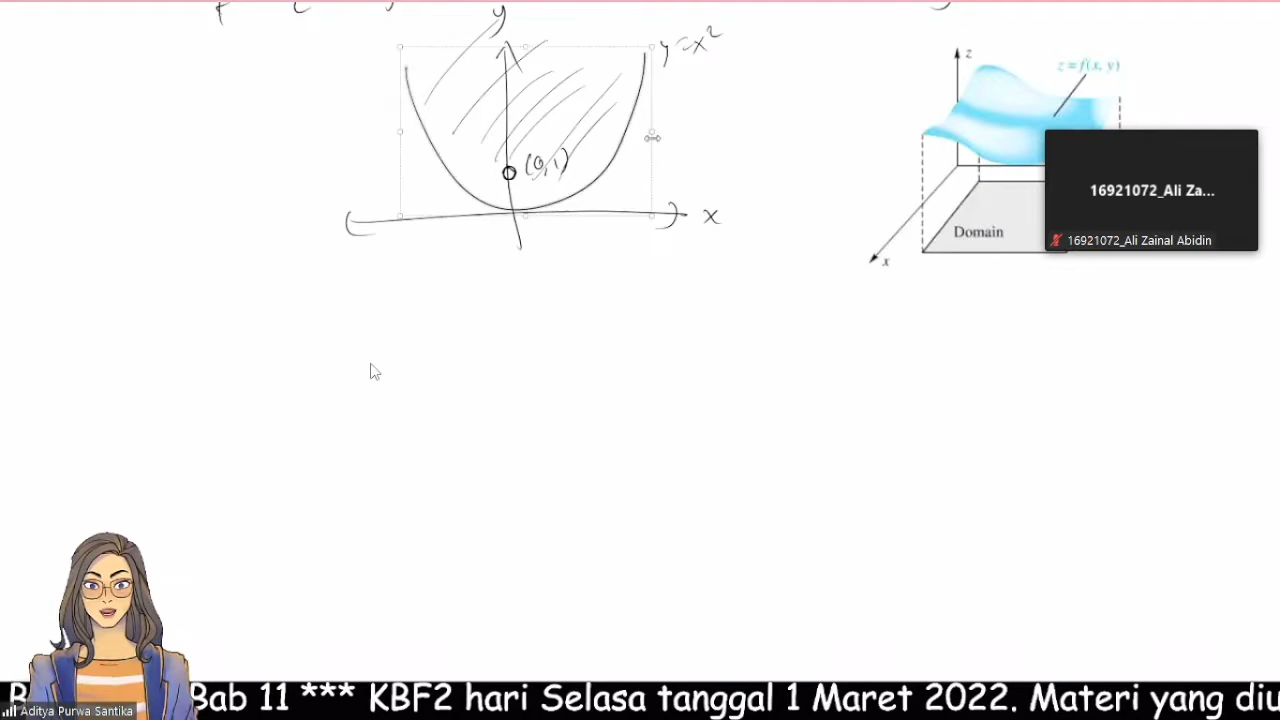 y
y = x²
(0,1)
x
z
z = f(x, y)
Domain
x
16921072_Ali Za...
16921072_Ali Zainal Abidin
Bab 11 *** KBF2 hari Selasa tanggal 1 Maret 2022. Materi yang diu
Aditya Purwa Santika